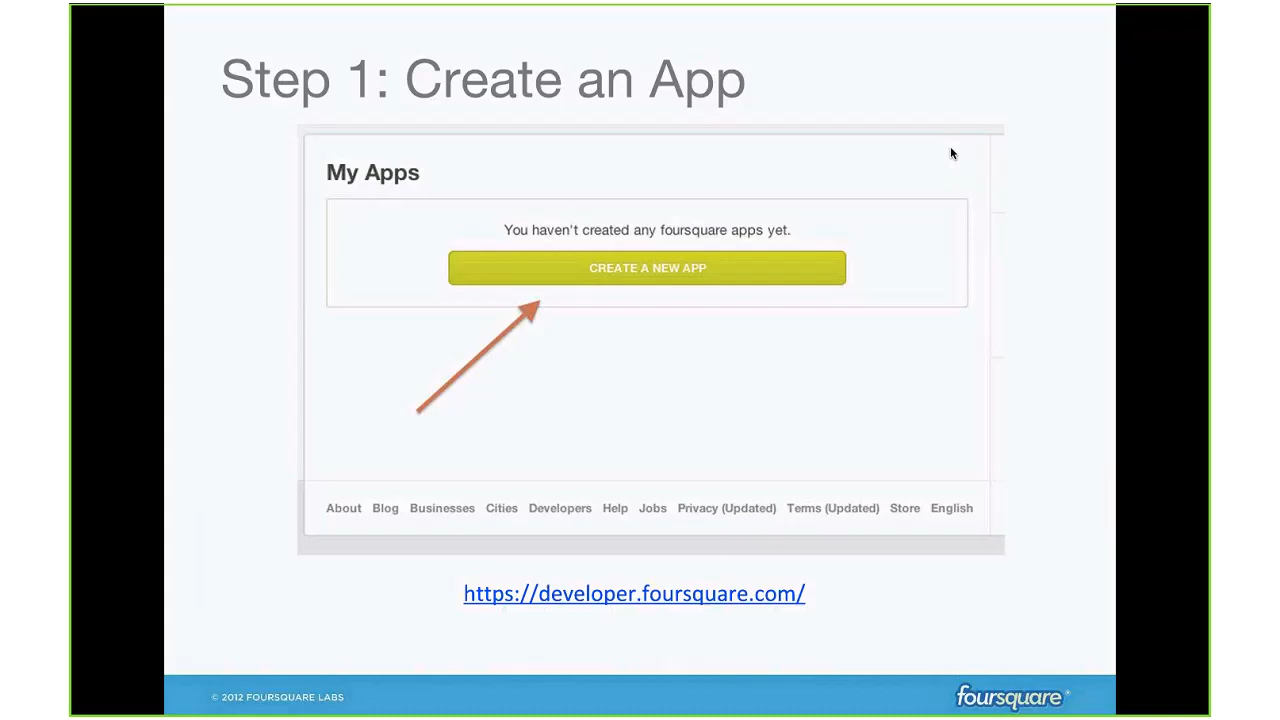 Step 1: Create an App
My Apps
You haven't created any foursquare apps yet.
CREATE A NEW APP
About Blog Businesses Cities Developers Help Jobs Privacy (Updated) Terms (Updated) Store English
https://developer.foursquare.com/
© 2012 FOURSQUARE LABS
foursquare®